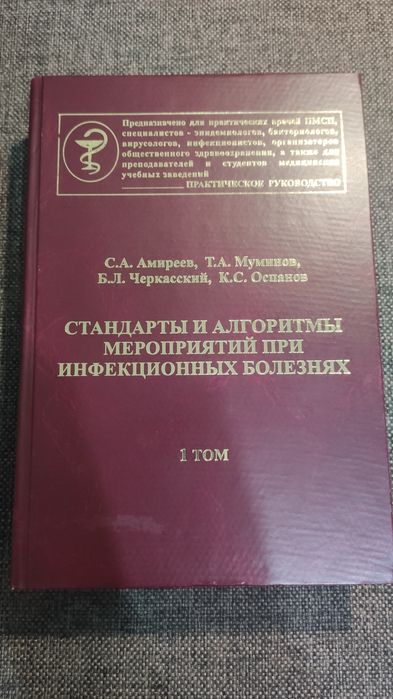 Предназначено для практических врачей ПМСП,
специалистов - эпидемиологов, бактериологов,
вирусологов, инфекционистов, организаторов
общественного здравоохранения, а также для
преподавателей и студентов медицинских
учебных заведений
ПРАКТИЧЕСКОЕ РУКОВОДСТВО
С.А. Амиреев, Т.А. Муминов,
Б.Л. Черкасский, К.С. Оспанов
СТАНДАРТЫ И АЛГОРИТМЫ
МЕРОПРИЯТИЙ ПРИ
ИНФЕКЦИОННЫХ БОЛЕЗНЯХ
1 ТОМ